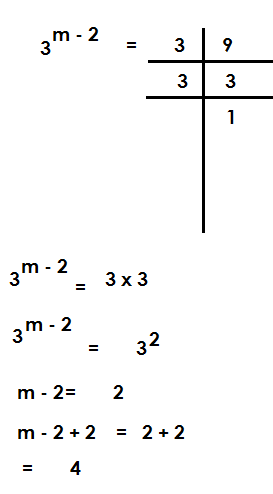 3^{m - 2} = 3 | 9
3 | 3
1
3^{m - 2} = 3 x 3
3^{m - 2} = 3^2
m - 2= 2
m - 2 + 2 = 2 + 2
= 4